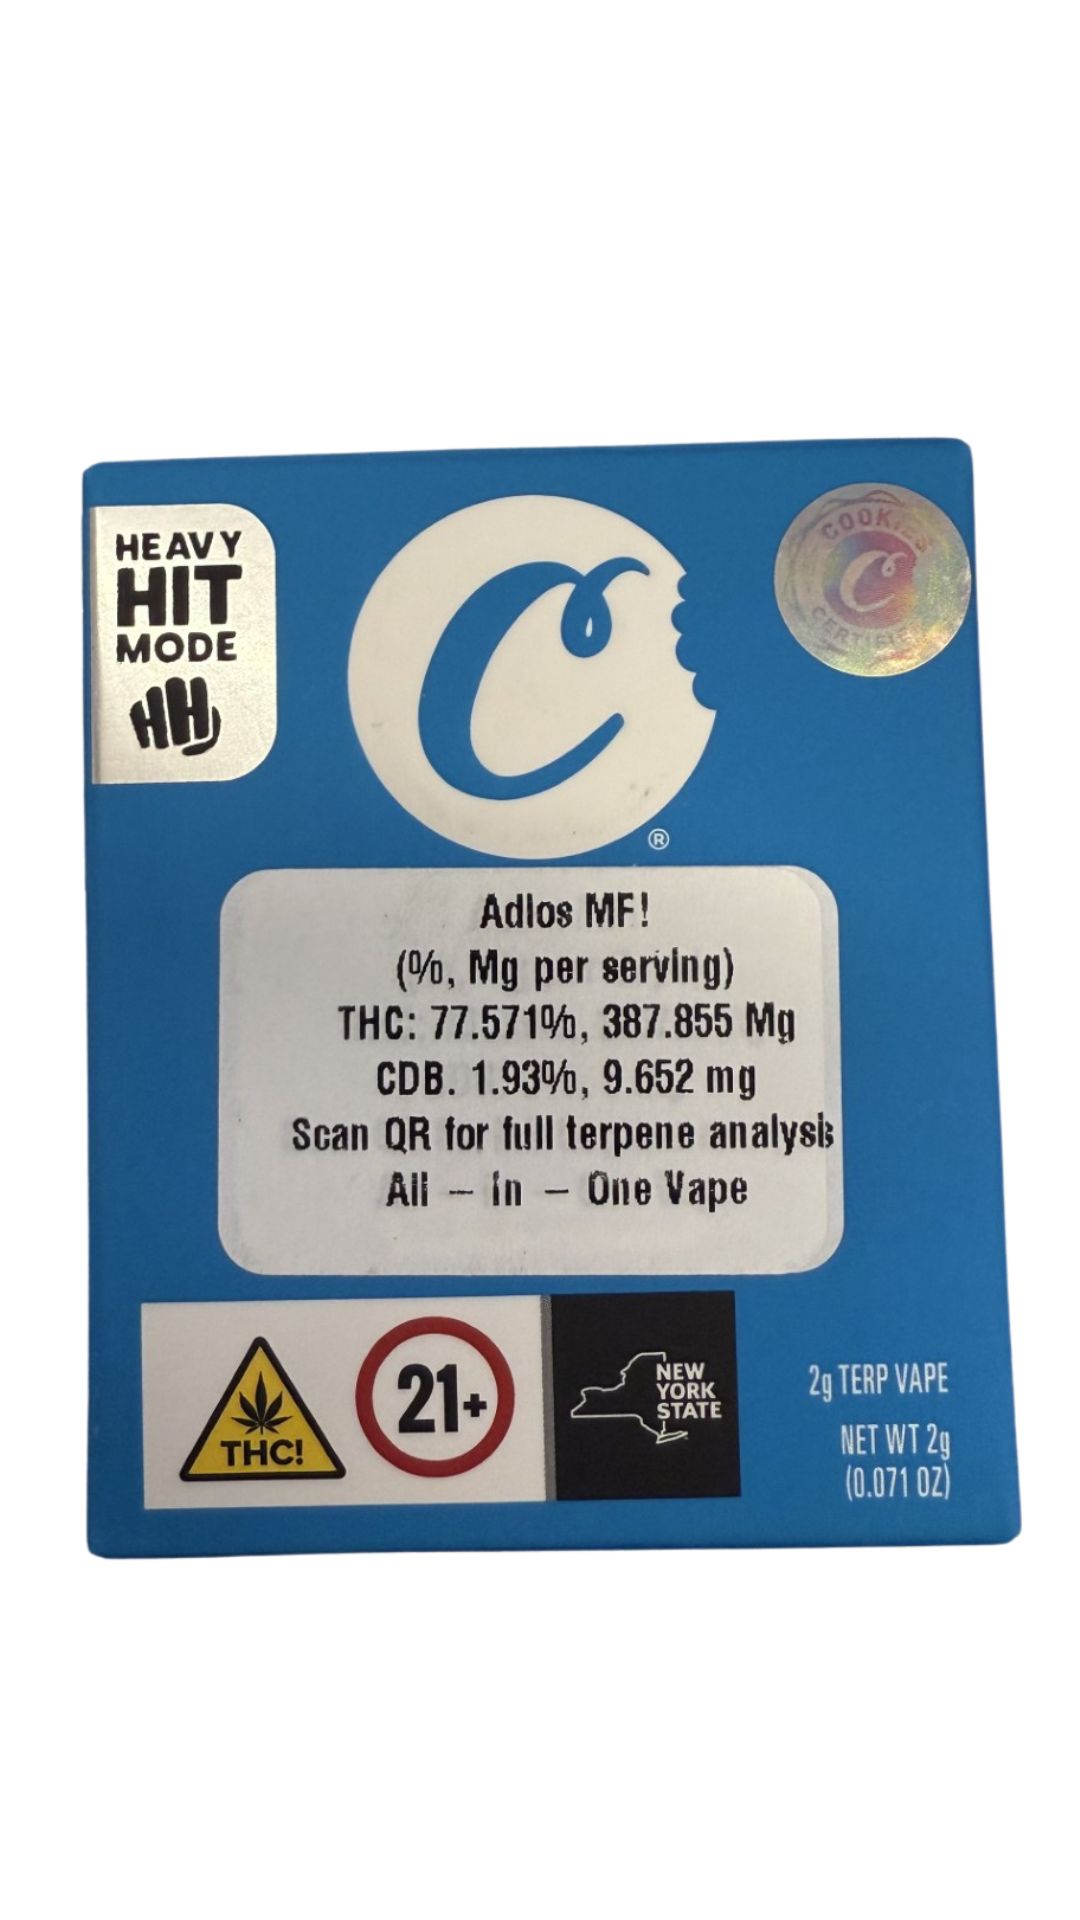 HEAVY
HIT
MODE
HH
C
®
COOKIES
C
CERTIFIED
Adios MF!
(%, Mg per serving)
THC: 77.571%, 387.855 Mg
CDB. 1.93%, 9.652 mg
Scan QR for full terpene analysis
All – in – One Vape
THC!
21+
NEW
YORK
STATE
2g TERP VAPE
NET WT 2g
(0.071 OZ)